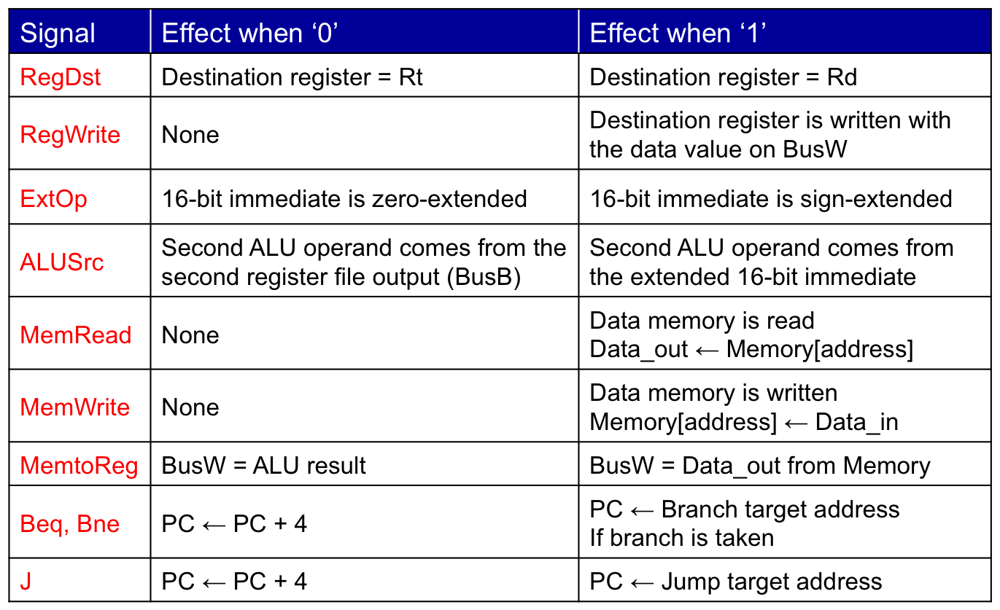 Signal Effect when ‘0’ Effect when ‘1’
RegDst Destination register = Rt Destination register = Rd
RegWrite None Destination register is written with
the data value on BusW
ExtOp 16-bit immediate is zero-extended 16-bit immediate is sign-extended
ALUSrc Second ALU operand comes from the Second ALU operand comes from
second register file output (BusB) the extended 16-bit immediate
MemRead None Data memory is read
Data_out ← Memory[address]
MemWrite None Data memory is written
Memory[address] ← Data_in
MemtoReg BusW = ALU result BusW = Data_out from Memory
Beq, Bne PC ← PC + 4 PC ← Branch target address
If branch is taken
J PC ← PC + 4 PC ← Jump target address